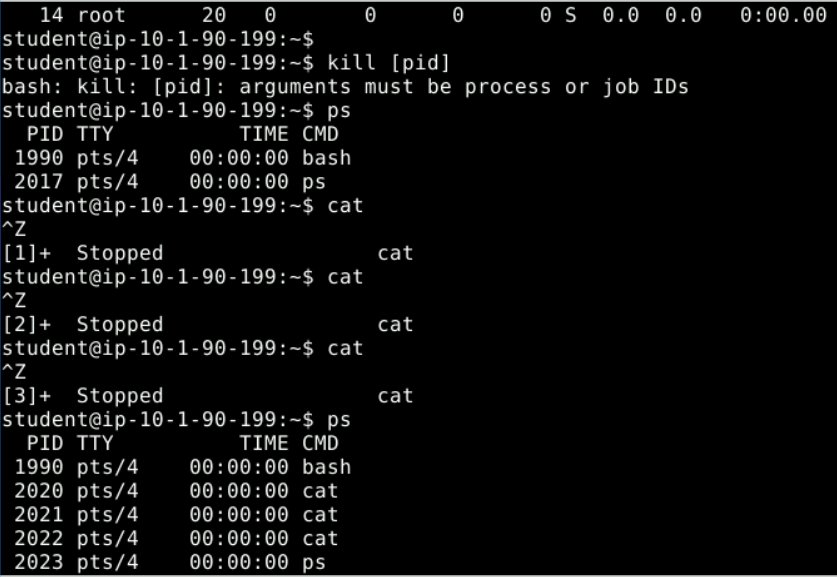 14 root 20 0 0 0 0 S 0.0 0.0 0:00.00
student@ip-10-1-90-199:~$
student@ip-10-1-90-199:~$ kill [pid]
bash: kill: [pid]: arguments must be process or job IDs
student@ip-10-1-90-199:~$ ps
PID TTY TIME CMD
1990 pts/4 00:00:00 bash
2017 pts/4 00:00:00 ps
student@ip-10-1-90-199:~$ cat
^Z
[1]+ Stopped cat
student@ip-10-1-90-199:~$ cat
^Z
[2]+ Stopped cat
student@ip-10-1-90-199:~$ cat
^Z
[3]+ Stopped cat
student@ip-10-1-90-199:~$ ps
PID TTY TIME CMD
1990 pts/4 00:00:00 bash
2020 pts/4 00:00:00 cat
2021 pts/4 00:00:00 cat
2022 pts/4 00:00:00 cat
2023 pts/4 00:00:00 ps